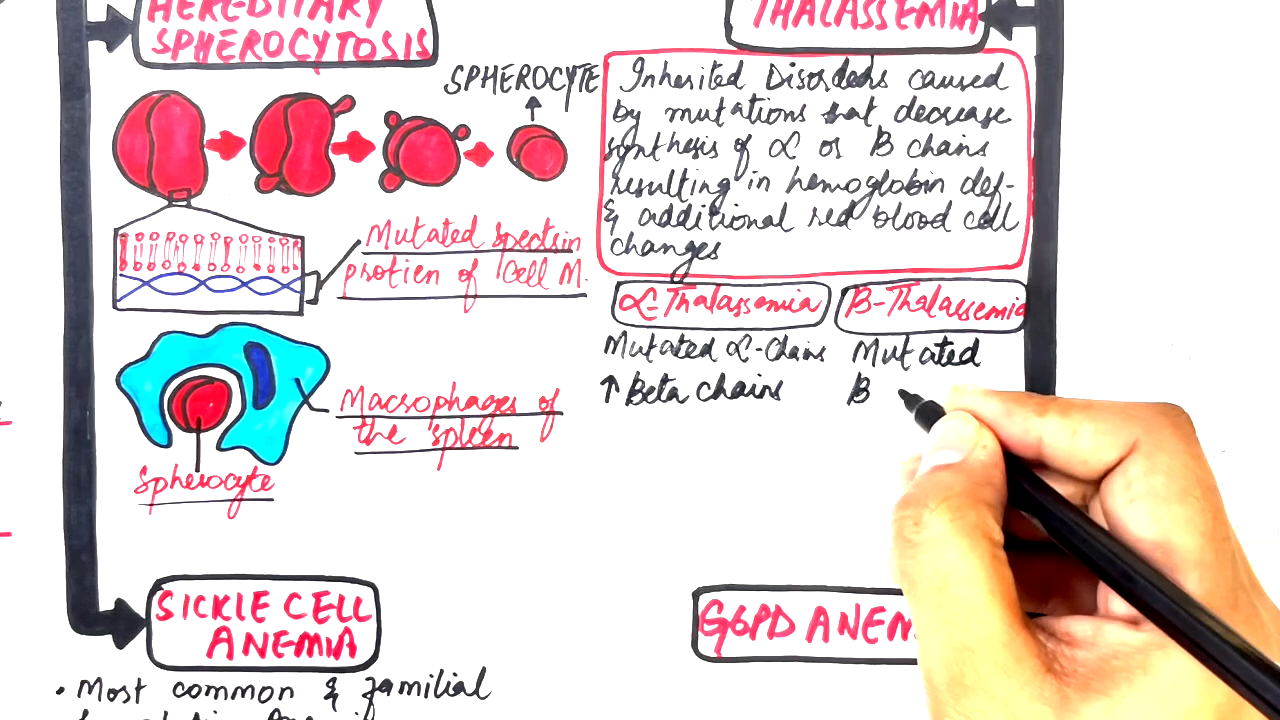 HEREDITARY
SPHEROCYTOSIS
SPHEROCYTE
Mutated spectrin
protien of Cell M.
Macrophages of
the spleen
Spherocyte
SICKLE CELL
ANEMIA
• Most common & familial
THALASSEMIA
Inherited Disorders caused
by mutations that decrease
synthesis of α or B chains
resulting in hemoglobin def-
& additional red blood cell
changes
α-Thalassemia
Mutated α-Chains
↑ Beta chains
B-Thalassemia
Mutated
B
G6PD ANEM